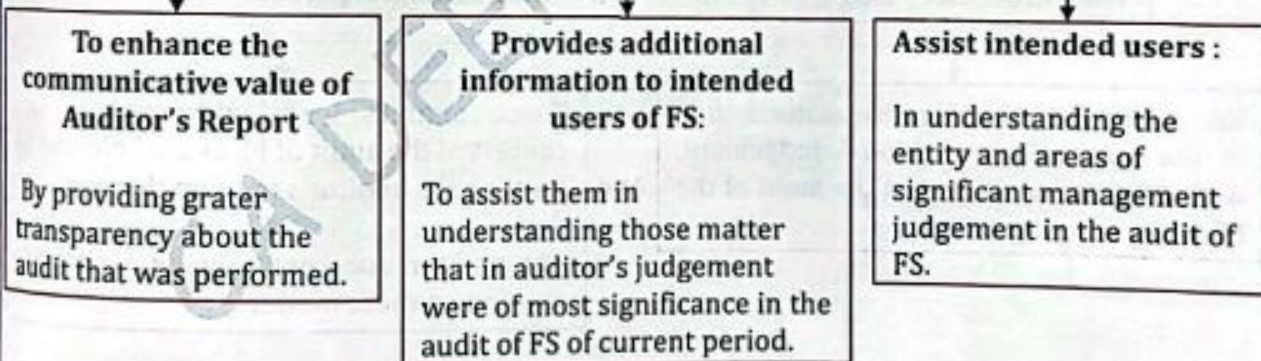 To enhance the
communicative value of
Auditor's Report
By providing grater
transparency about the
audit that was performed.
Provides additional
information to intended
users of FS:
To assist them in
understanding those matter
that in auditor's judgement
were of most significance in the
audit of FS of current period.
Assist intended users :
In understanding the
entity and areas of
significant management
judgement in the audit of
FS.
CA DEE